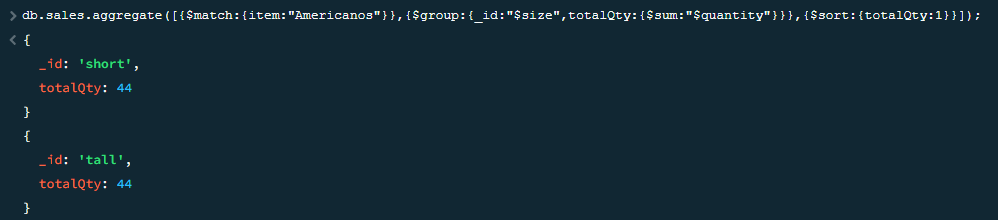 > db.sales.aggregate([{$match:{item:"Americanos"}},{$group:{_id:"$size",totalQty:{$sum:"$quantity"}}},{$sort:{totalQty:1}}]);
< {
_id: 'short',
totalQty: 44
}
{
_id: 'tall',
totalQty: 44
}